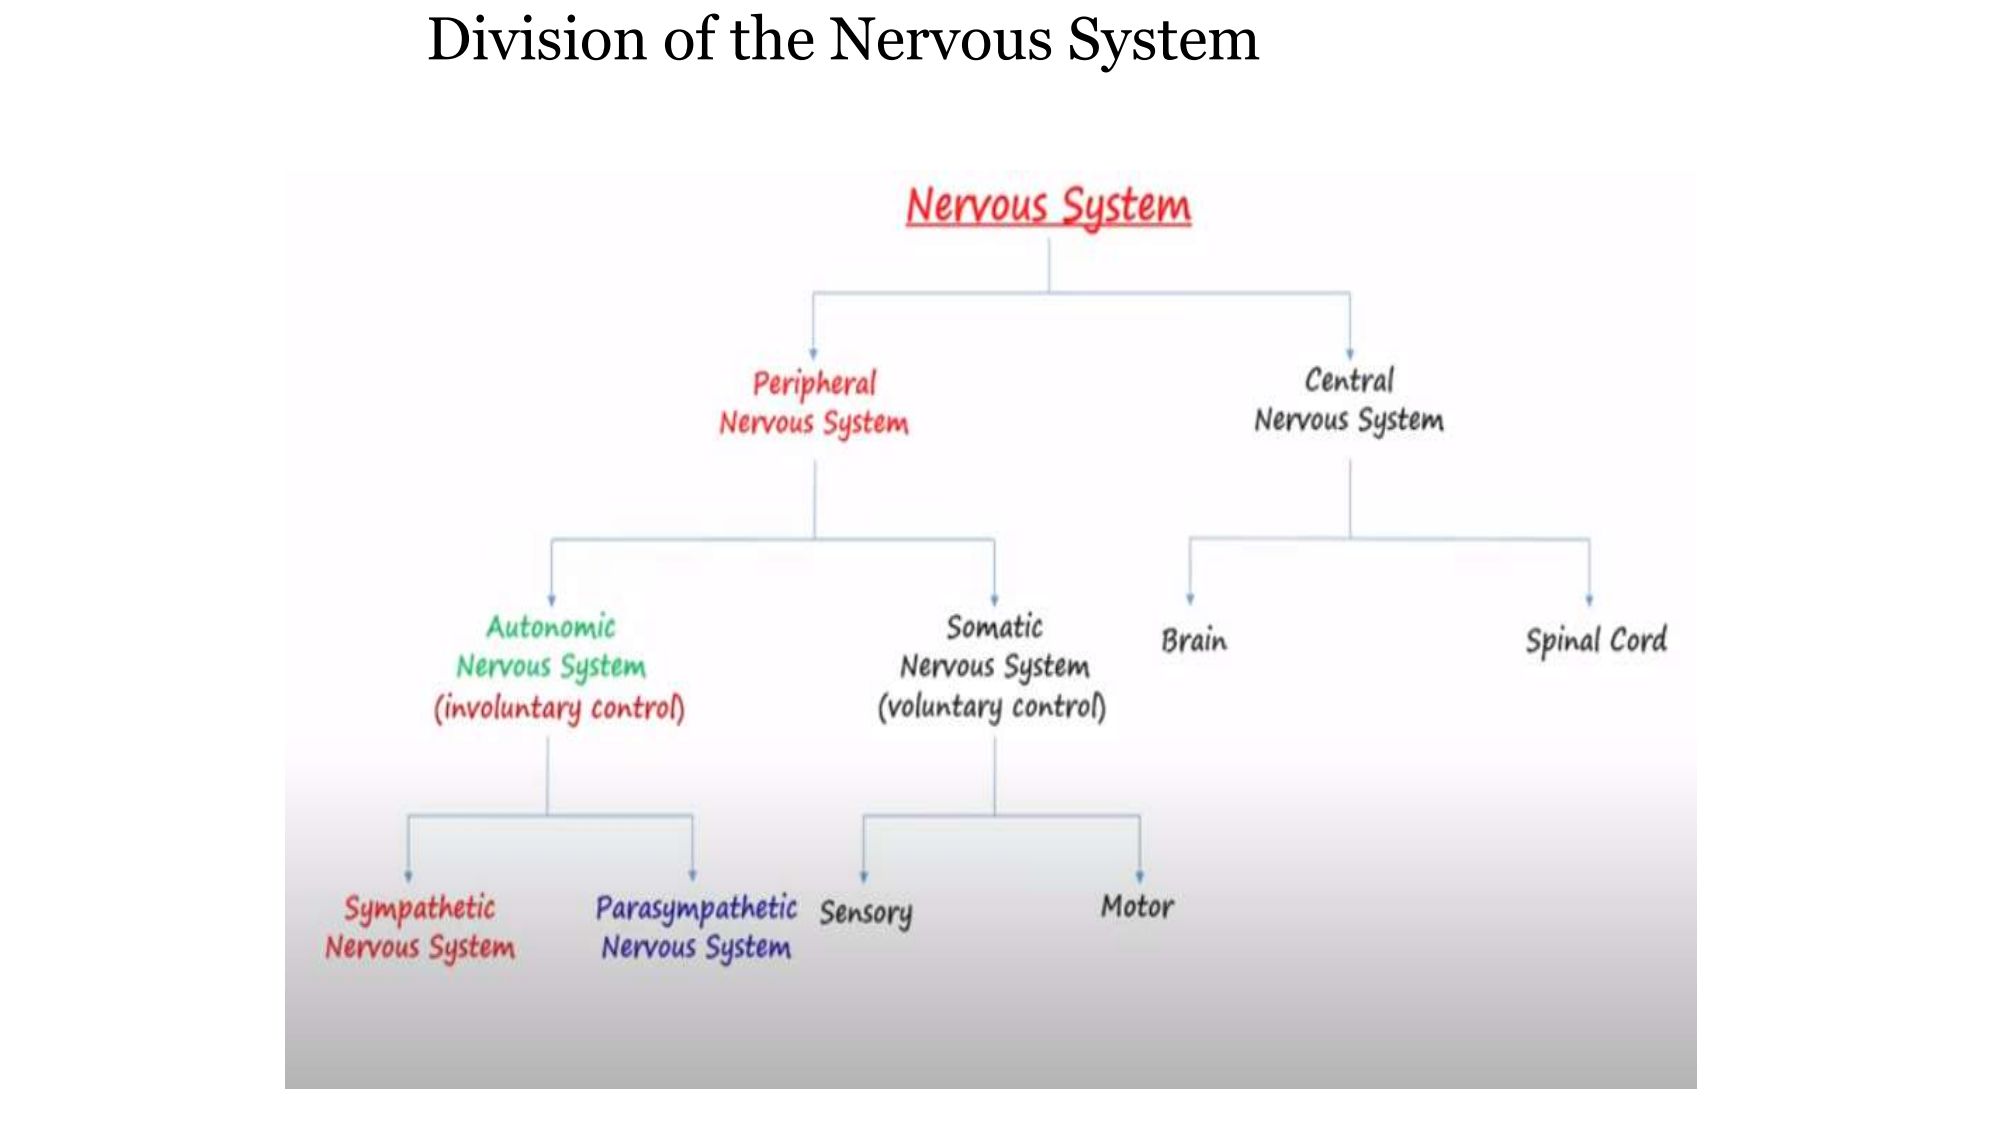 Division of the Nervous System
Nervous System
Peripheral
Nervous System
Central
Nervous System
Autonomic
Nervous System
(involuntary control)
Somatic
Nervous System
(voluntary control)
Brain
Spinal Cord
Sympathetic
Nervous System
Parasympathetic
Nervous System
Sensory
Motor